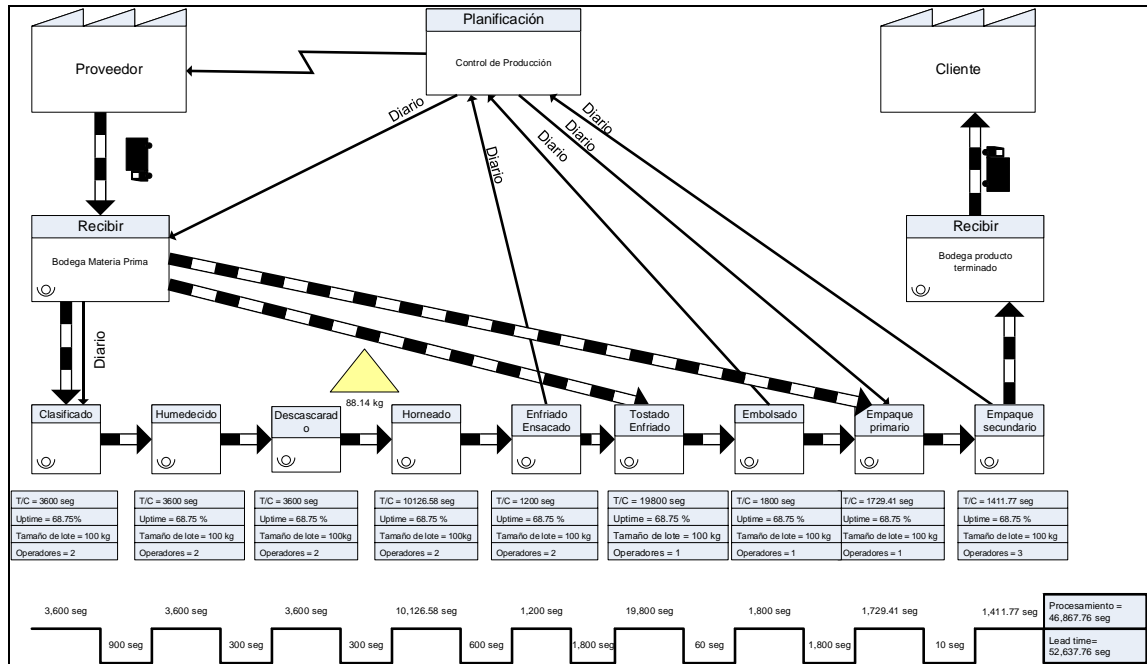 Proveedor
Planificación
Control de Producción
Cliente
Diario
Diario
Diario
Diario
Diario
Recibir
Bodega Materia Prima
Recibir
Bodega producto
terminado
Diario
88.14 kg
Clasificado
Humedecido
Descascarad
o
Horneado
Enfriado
Ensacado
Tostado
Enfriado
Embolsado
Empaque
primario
Empaque
secundario
T/C = 3600 seg
Uptime = 68.75%
Tamaño de lote = 100 kg
Operadores = 2
T/C = 3600 seg
Uptime = 68.75 %
Tamaño de lote = 100 kg
Operadores = 2
T/C = 3600 seg
Uptime = 68.75 %
Tamaño de lote = 100kg
Operadores = 2
T/C = 10126.58 seg
Uptime = 68.75 %
Tamaño de lote = 100kg
Operadores = 2
T/C = 1200 seg
Uptime = 68.75 %
Tamaño de lote = 100 kg
Operadores = 2
T/C = 19800 seg
Uptime = 68.75 %
Tamaño de lote = 100 kg
Operadores = 1
T/C = 1800 seg
Uptime = 68.75 %
Tamaño de lote = 100 kg
Operadores = 1
T/C = 1729.41 seg
Uptime = 68.75 %
Tamaño de lote = 100 kg
Operadores = 1
T/C = 1411.77 seg
Uptime = 68.75 %
Tamaño de lote = 100 kg
Operadores = 3
3,600 seg
3,600 seg
3,600 seg
10,126.58 seg
1,200 seg
19,800 seg
1,800 seg
1,729.41 seg
1,411.77 seg
Procesamiento =
46,867.76 seg
900 seg
300 seg
300 seg
600 seg
1,800 seg
60 seg
1,800 seg
10 seg
Lead time=
52,637.76 seg